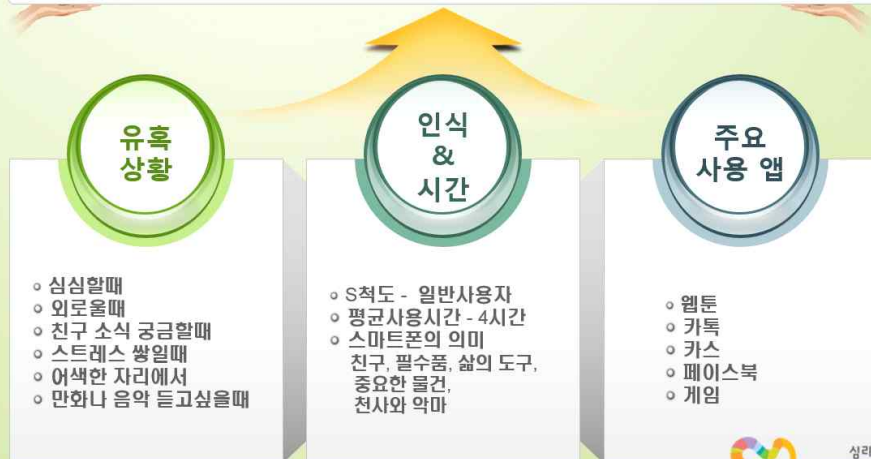 유혹
상황
심심할때
외로울때
친구 소식 궁금할때
스트레스 쌓일때
어색한 자리에서
만화나 음악 듣고싶을때
인식
&
시간
S척도 - 일반사용자
평균사용시간 - 4시간
스마트폰의 의미
친구, 필수품, 삶의 도구,
중요한 물건,
천사와 악마
주요
사용 앱
웹툰
카톡
카스
페이스북
게임
심리